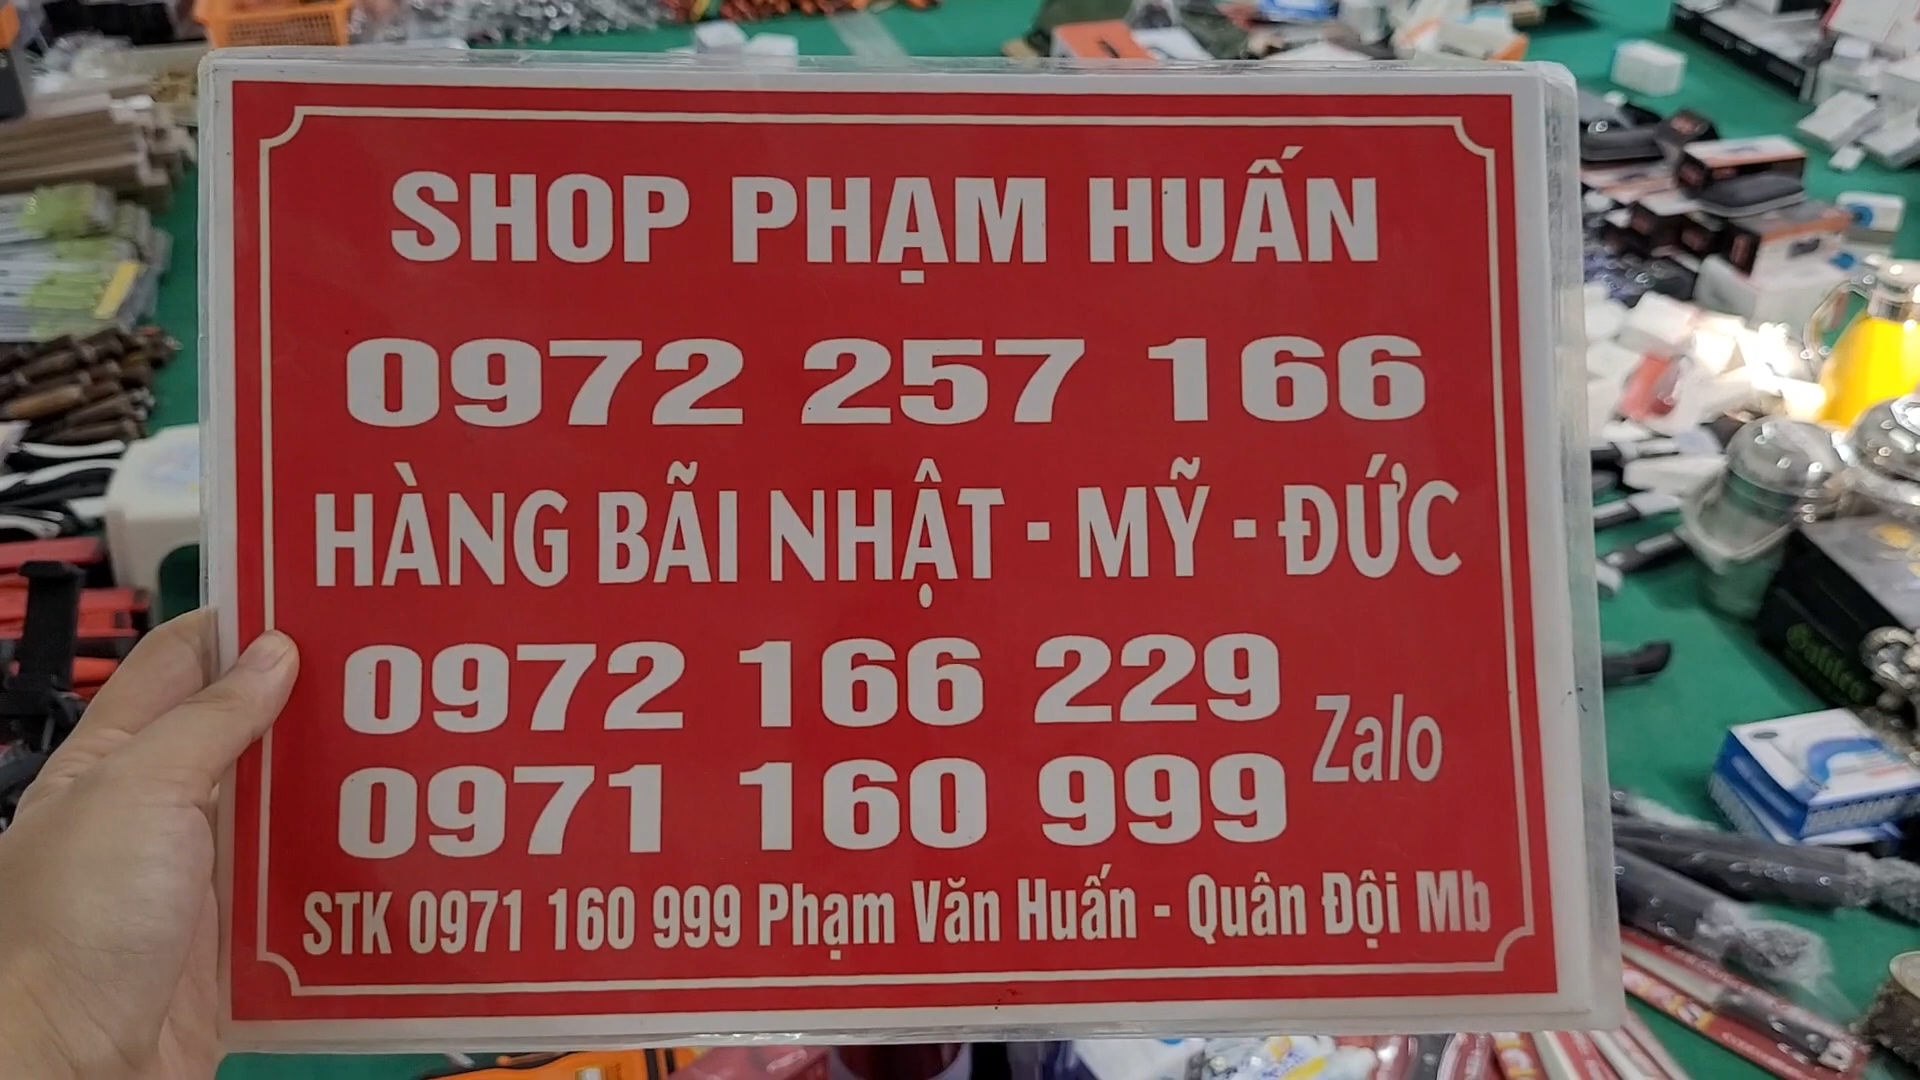 SHOP PHẠM HUẤN
0972 257 166
HÀNG BÃI NHẬT - MỸ - ĐỨC
0972 166 229
0971 160 999
Zalo
STK 0971 160 999 Phạm Văn Huấn - Quân Đội Mb